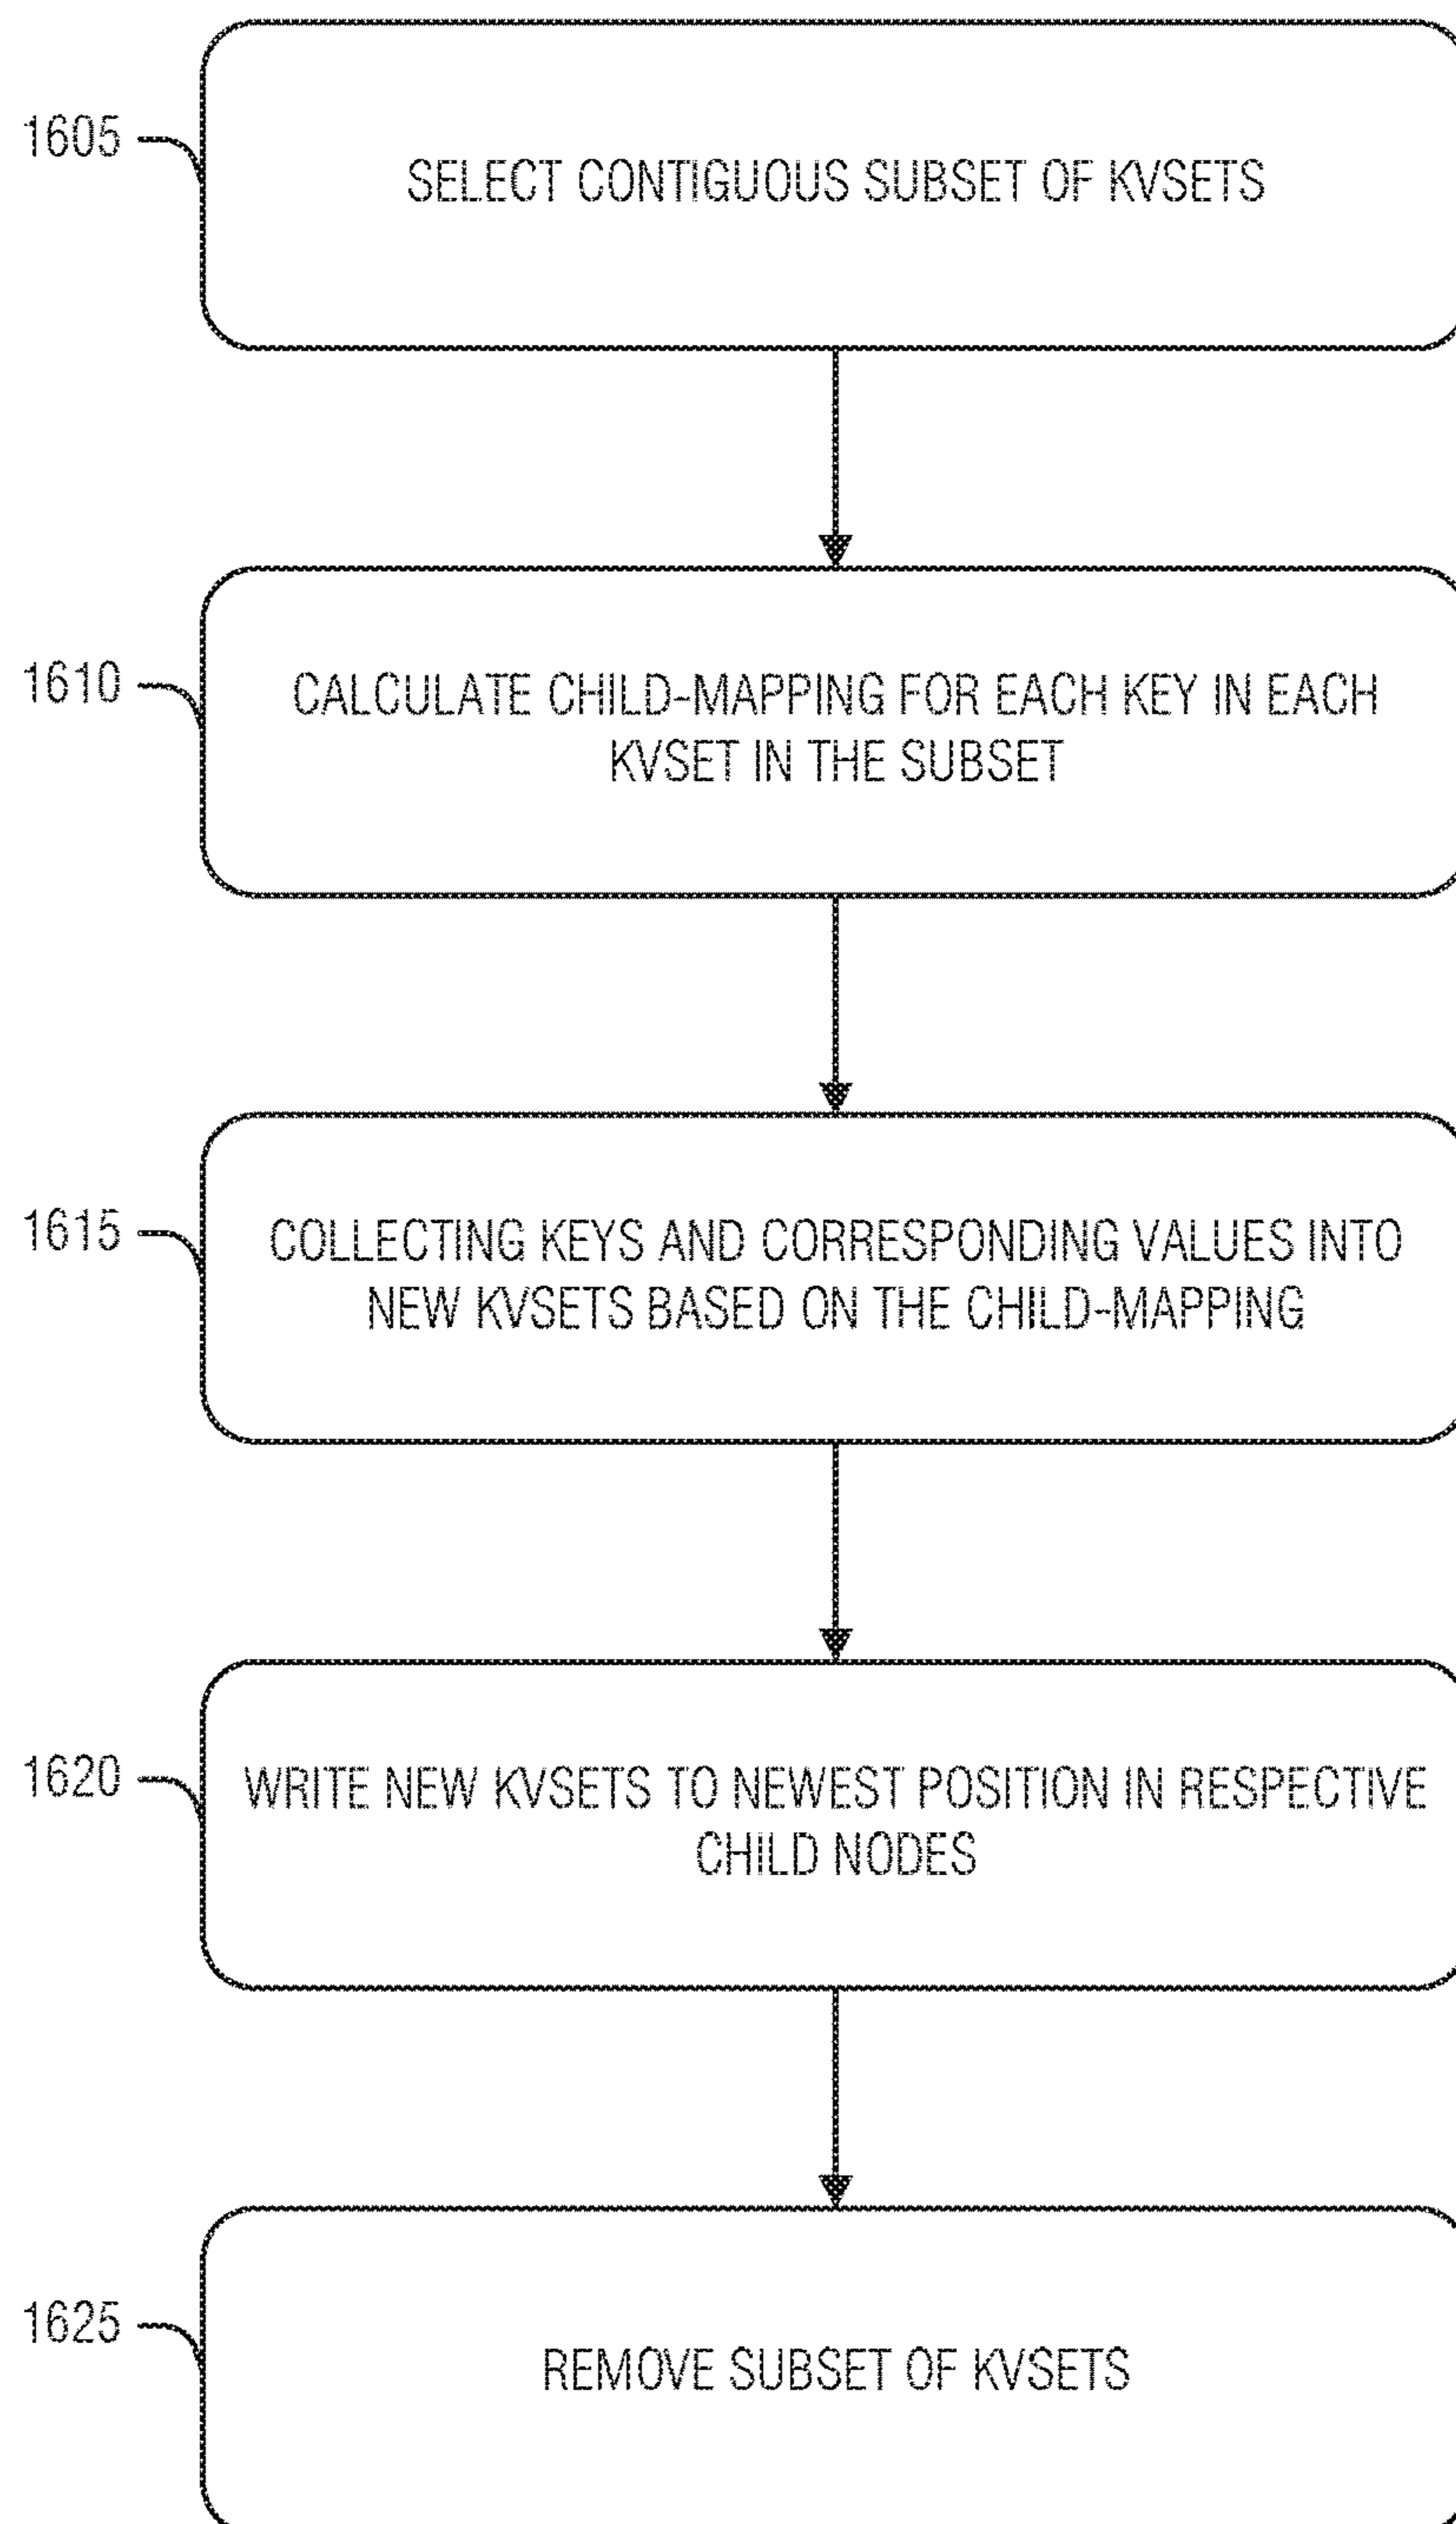 1605
SELECT CONTIGUOUS SUBSET OF KVSETS
1610
CALCULATE CHILD-MAPPING FOR EACH KEY IN EACH
KVSET IN THE SUBSET
1615
COLLECTING KEYS AND CORRESPONDING VALUES INTO
NEW KVSETS BASED ON THE CHILD-MAPPING
1620
WRITE NEW KVSETS TO NEWEST POSITION IN RESPECTIVE
CHILD NODES
1625
REMOVE SUBSET OF KVSETS